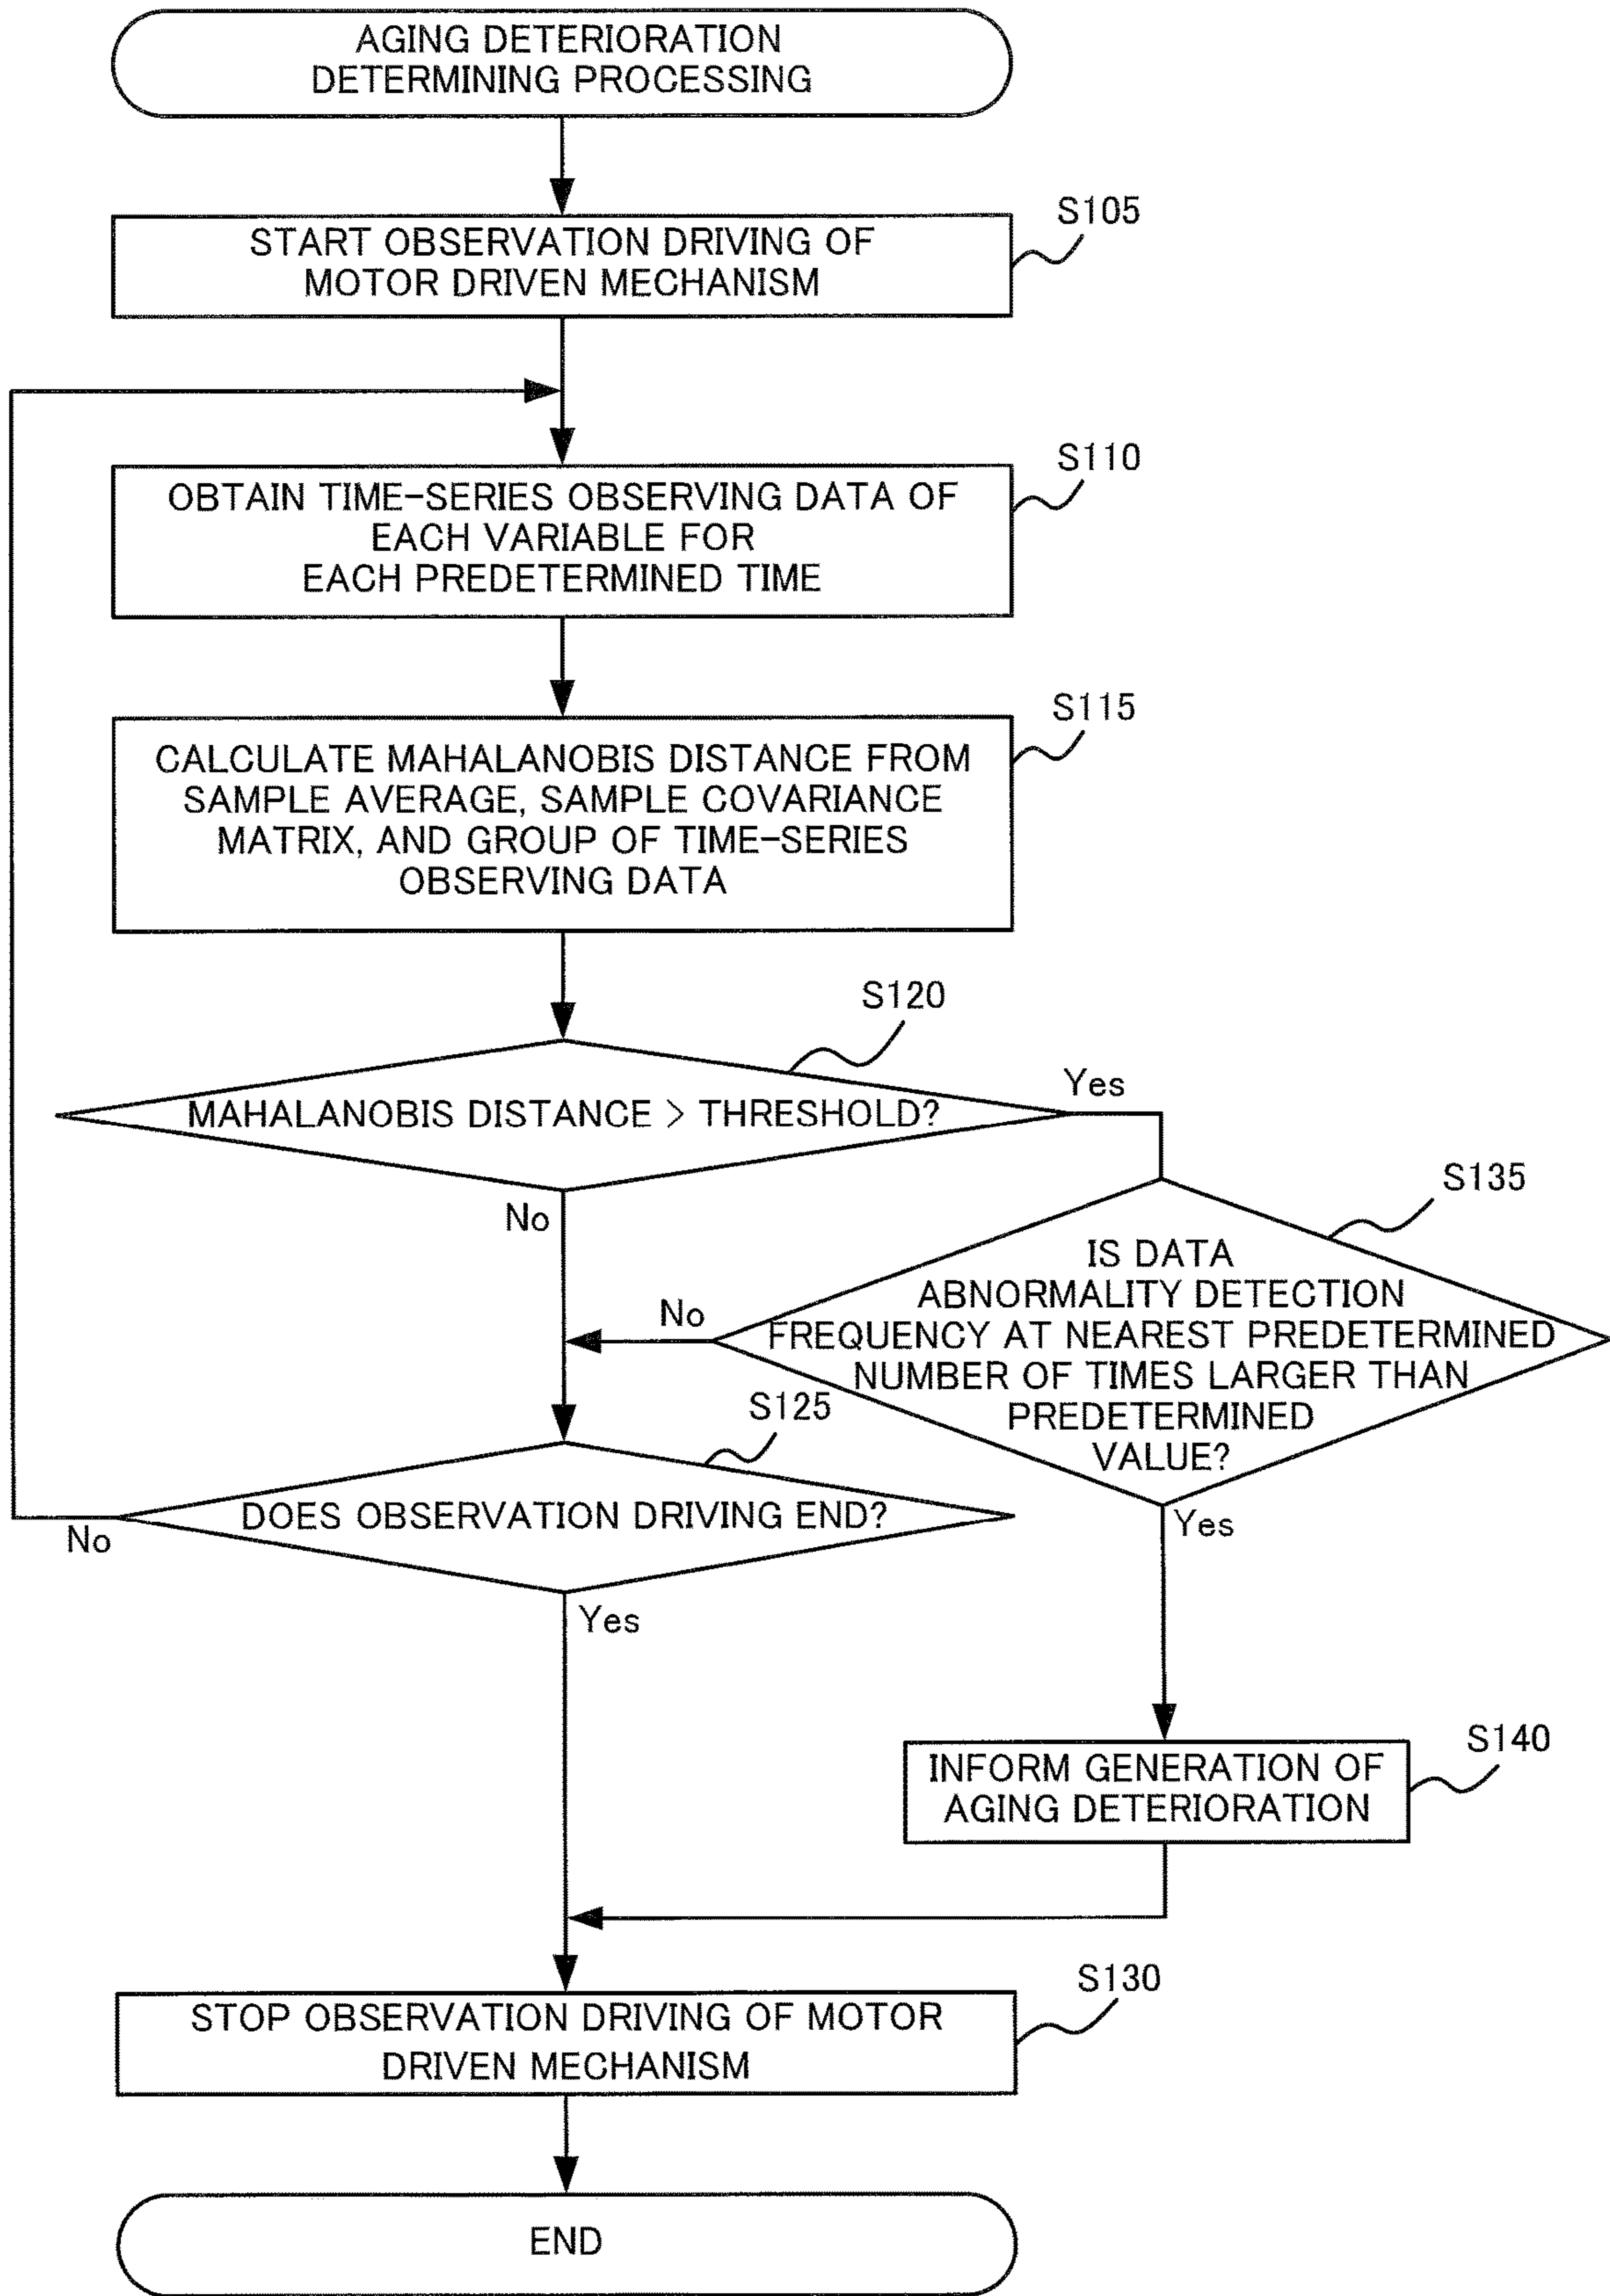 AGING DETERIORATION
DETERMINING PROCESSING
S105
START OBSERVATION DRIVING OF
MOTOR DRIVEN MECHANISM
S110
OBTAIN TIME-SERIES OBSERVING DATA OF
EACH VARIABLE FOR
EACH PREDETERMINED TIME
S115
CALCULATE MAHALANOBIS DISTANCE FROM
SAMPLE AVERAGE, SAMPLE COVARIANCE
MATRIX, AND GROUP OF TIME-SERIES
OBSERVING DATA
S120
MAHALANOBIS DISTANCE > THRESHOLD?
Yes
No
S135
IS DATA
ABNORMALITY DETECTION
FREQUENCY AT NEAREST PREDETERMINED
NUMBER OF TIMES LARGER THAN
PREDETERMINED
VALUE?
No
Yes
S125
DOES OBSERVATION DRIVING END?
No
Yes
S140
INFORM GENERATION OF
AGING DETERIORATION
S130
STOP OBSERVATION DRIVING OF MOTOR
DRIVEN MECHANISM
END